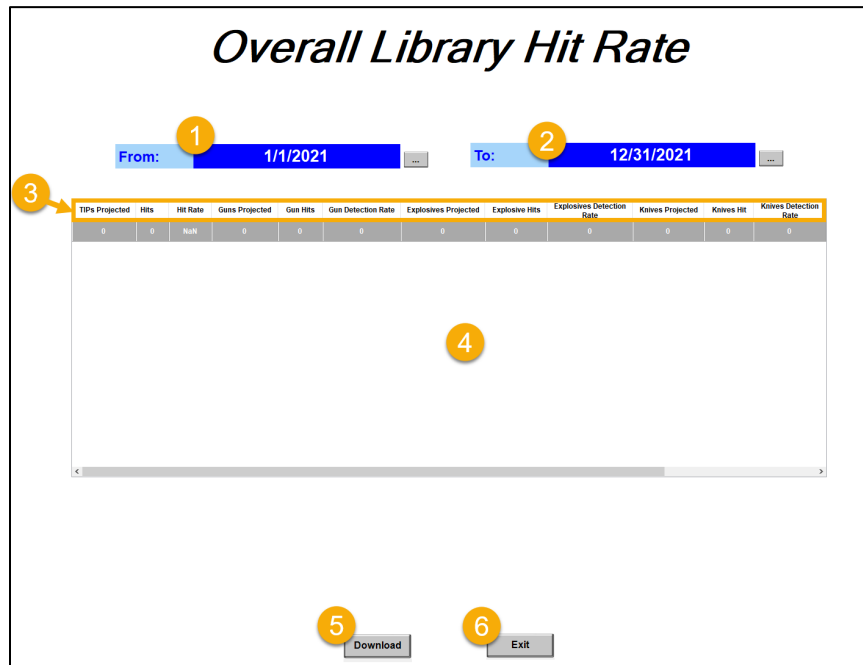 Overall Library Hit Rate
1 2
From: 1/1/2021 ... To: 12/31/2021 ...
3
TIPs Projected Hits Hit Rate Guns Projected Gun Hits Gun Detection Rate Explosives Projected Explosive Hits Explosives Detection Rate Knives Projected Knives Hit Knives Detection Rate
0 0 NaN 0 0 0 0 0 0 0 0 0
4
5 6
Download Exit